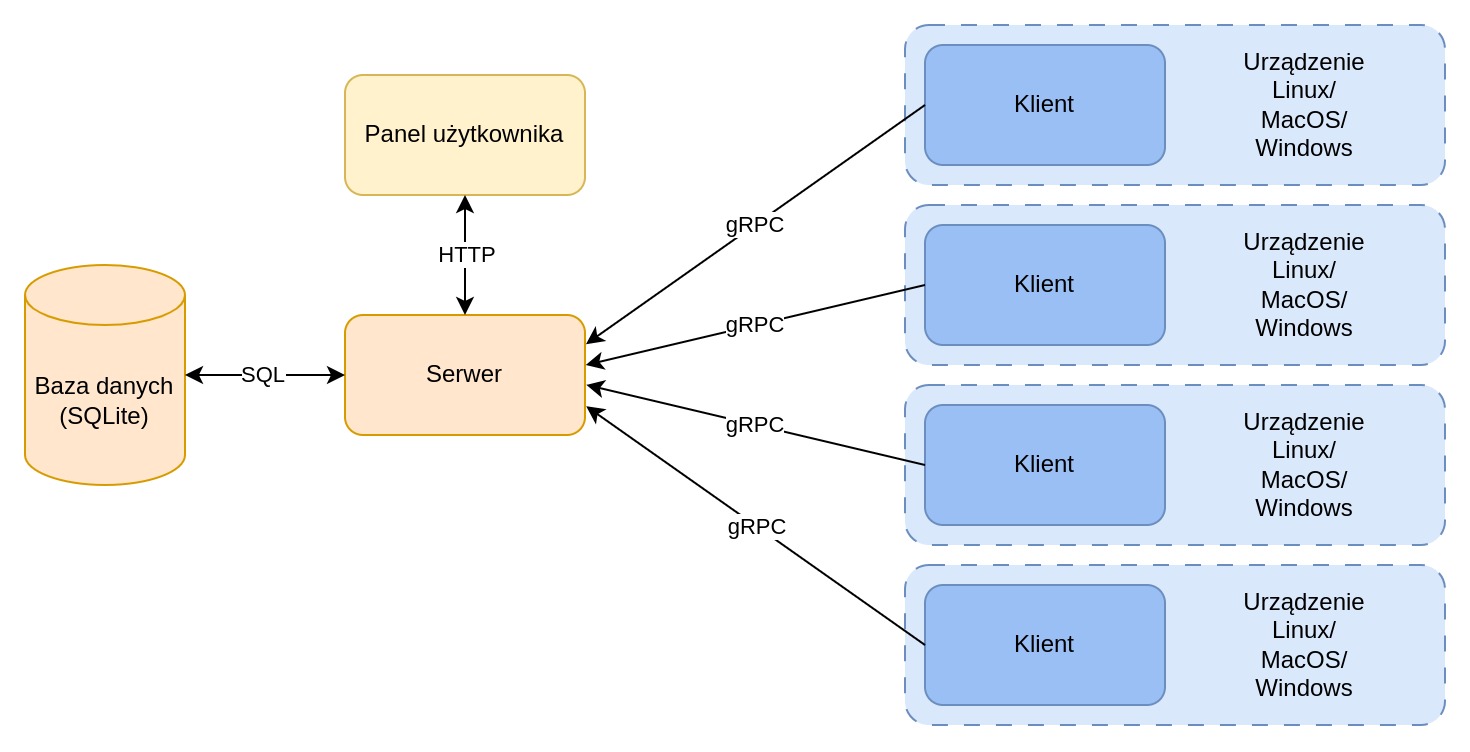 Panel użytkownika
HTTP
Baza danych
(SQLite)
SQL
Serwer
gRPC
gRPC
gRPC
gRPC
Klient
Urządzenie
Linux/
MacOS/
Windows
Klient
Urządzenie
Linux/
MacOS/
Windows
Klient
Urządzenie
Linux/
MacOS/
Windows
Klient
Urządzenie
Linux/
MacOS/
Windows